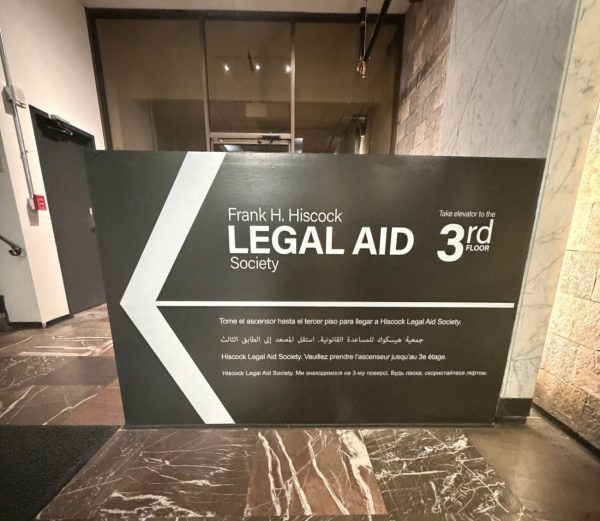 Frank H. Hiscock
LEGAL AID
Society
Take elevator to the
3rd
FLOOR
Tome el ascensor hasta el tercer piso para llegar a Hiscock Legal Aid Society.
جمعية هيسكوك للمساعدة القانونية. استقل المصعد إلى الطابق الثالث
Hiscock Legal Aid Society. Veuillez prendre l'ascenseur jusqu'au 3e étage.
Hiscock Legal Aid Society. Ми знаходимося на 3-му поверсі. Будь ласка, скористайтеся ліфтом.